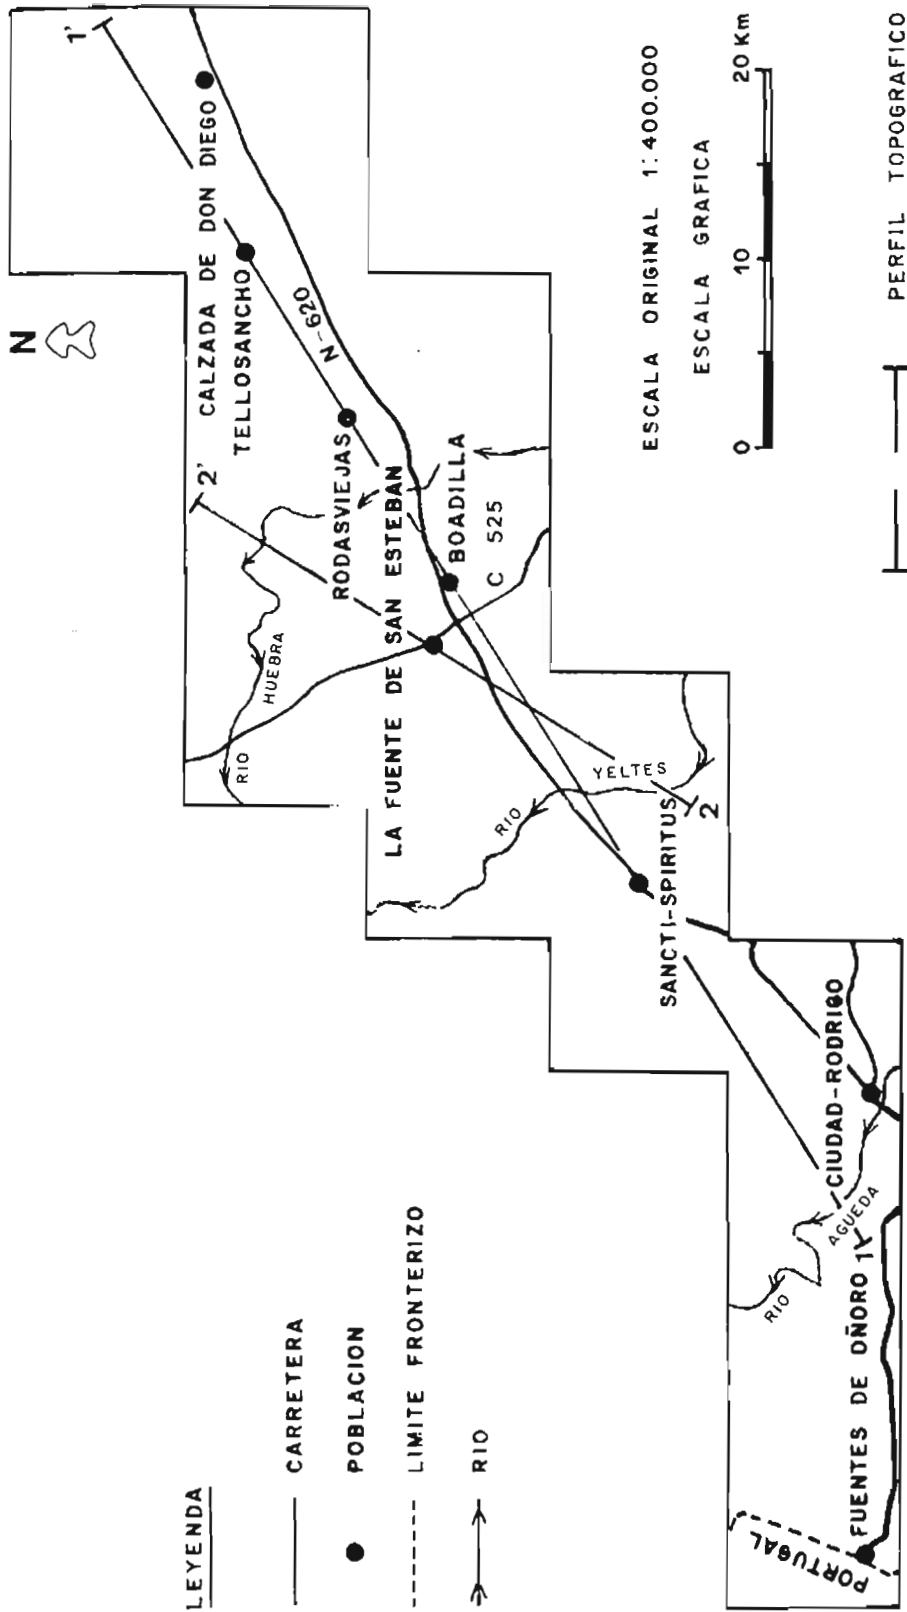 N
1'
CALZADA DE DON DIEGO
2'
TELLOSANCHO
N-620
RODASVIEJAS
RIO
HUEBRA
LA FUENTE DE SAN ESTEBAN
BOADILLA
C 525
RIO
YELTES
2
SANCTI-SPIRITUS
CIUDAD-RODRIGO
RIO
AGUEDA
1
FUENTES DE OÑORO
PORTUGAL
LEYENDA
CARRETERA
POBLACION
LIMITE FRONTERIZO
RIO
ESCALA ORIGINAL 1:400.000
ESCALA GRAFICA
0 10 20 Km
PERFIL TOPOGRAFICO